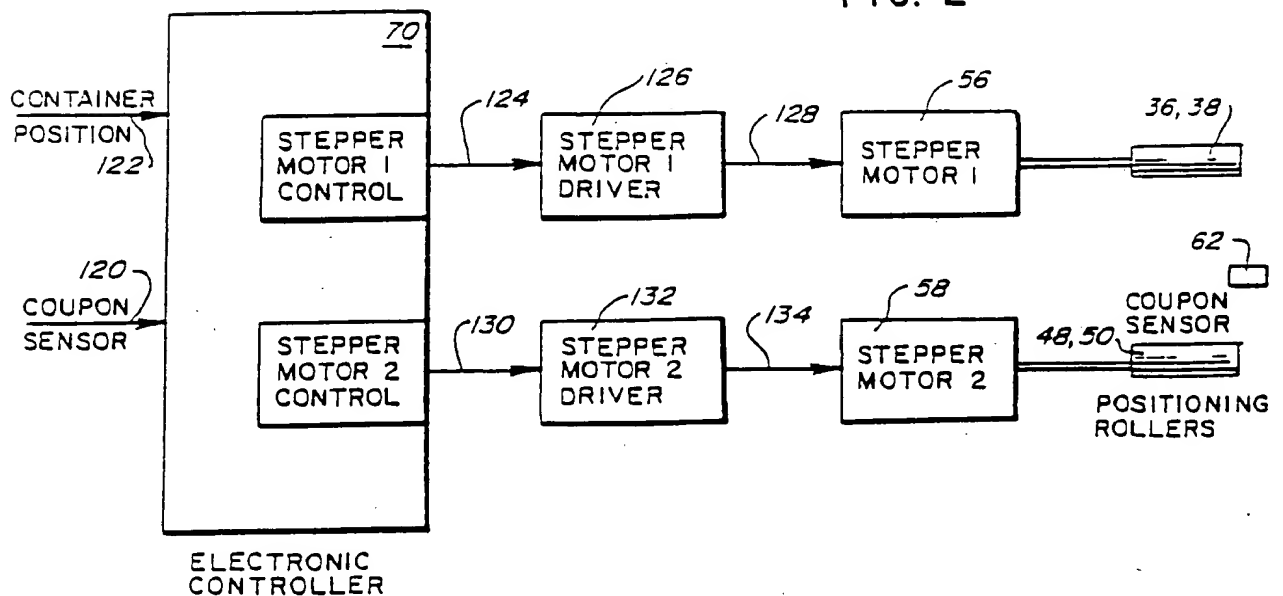 FIG. 2
70
CONTAINER
POSITION
122
124
126
128
56
36, 38
STEPPER
MOTOR 1
CONTROL
STEPPER
MOTOR 1
DRIVER
STEPPER
MOTOR 1
62
120
COUPON
SENSOR
130
132
134
58
COUPON
SENSOR
48, 50
STEPPER
MOTOR 2
CONTROL
STEPPER
MOTOR 2
DRIVER
STEPPER
MOTOR 2
POSITIONING
ROLLERS
ELECTRONIC
CONTROLLER